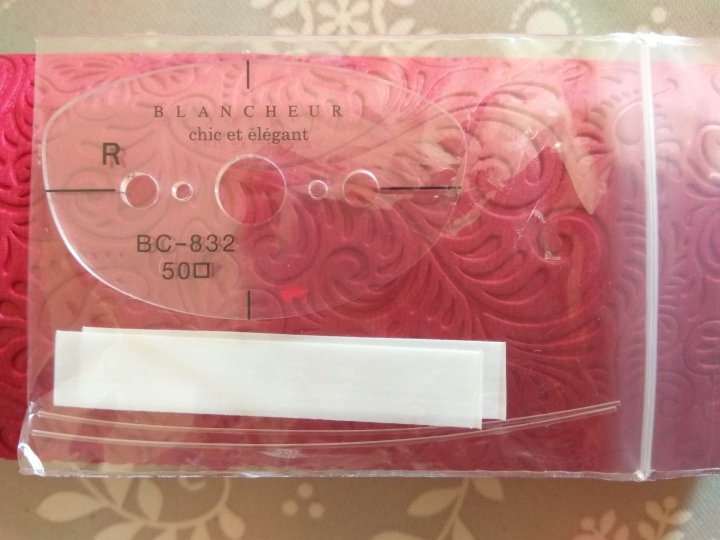 BLANCHEUR
chic et élégant
R
BC-832
50□